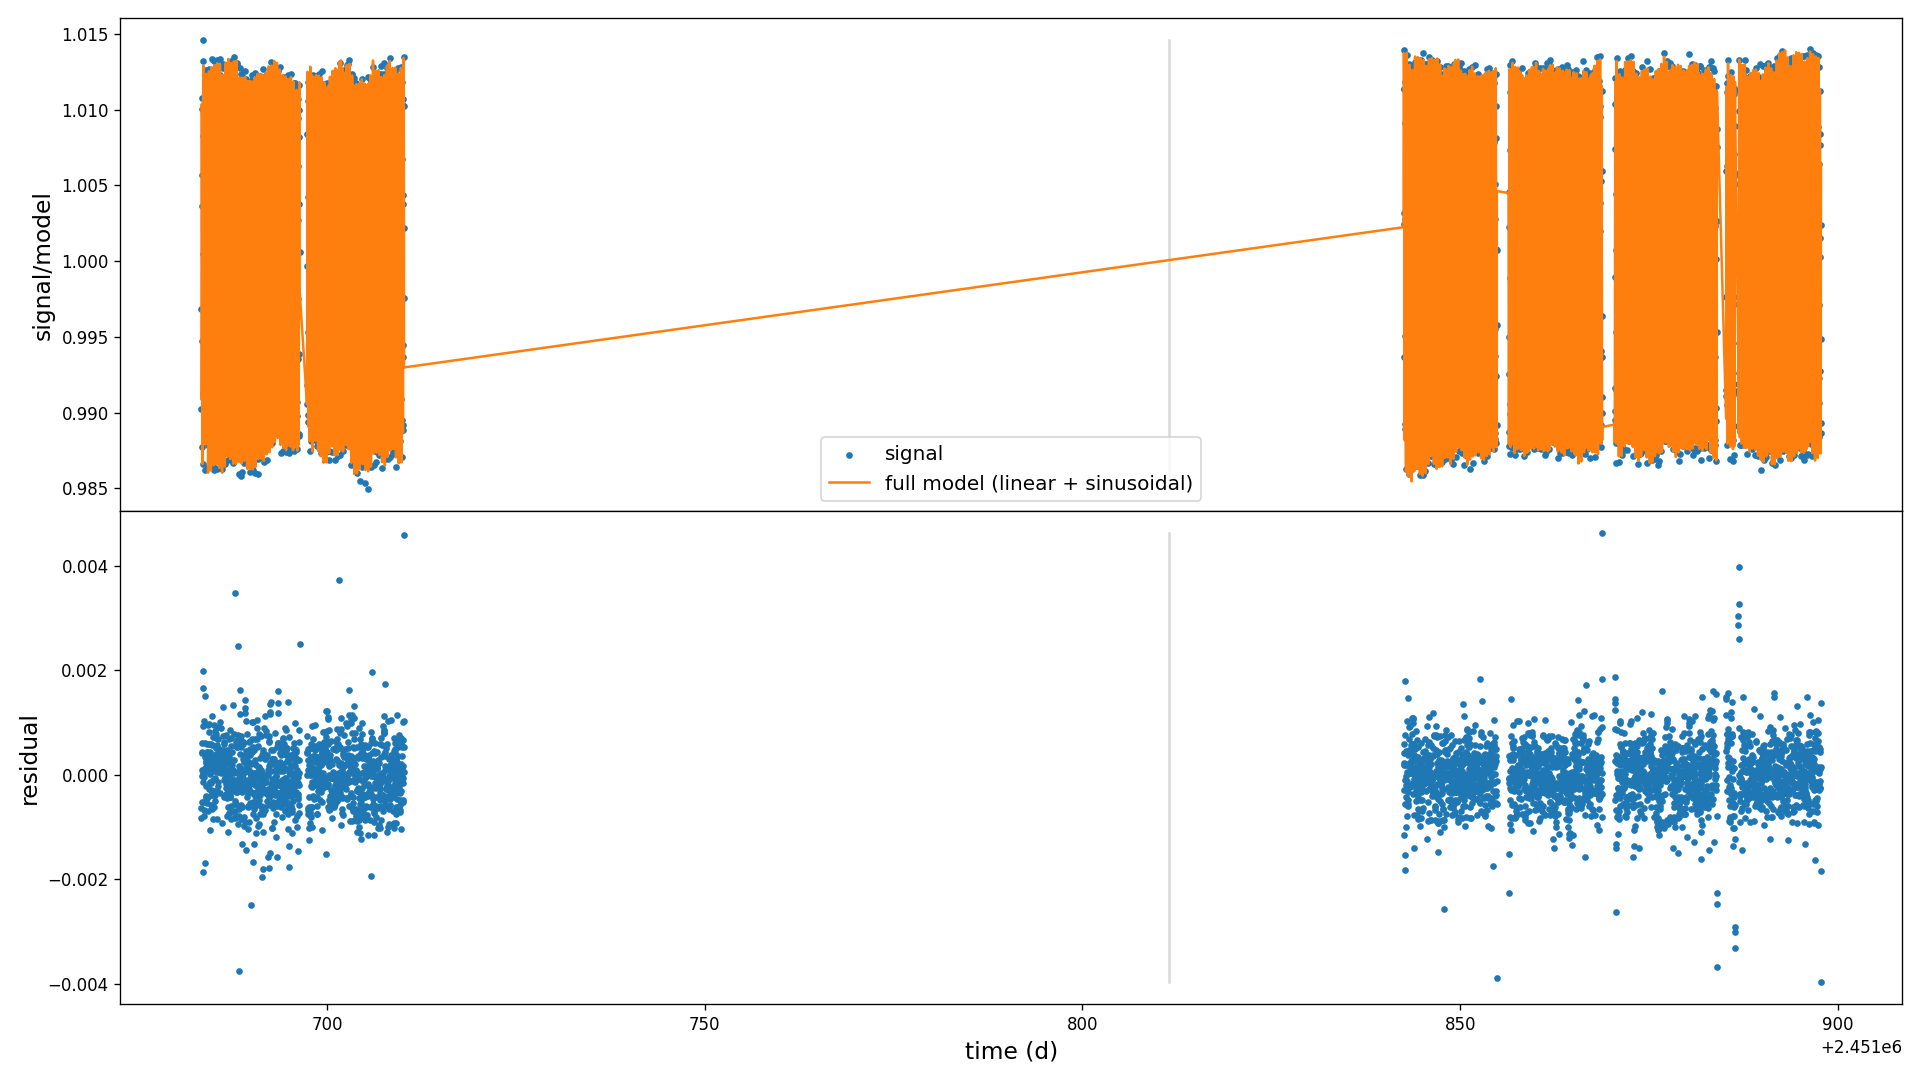 1.015
1.010
1.005
1.000
0.995
0.990
0.985
signal/model
signal
full model (linear + sinusoidal)
0.004
0.002
0.000
−0.002
−0.004
residual
700
750
800
850
900
time (d)
+2.451e6